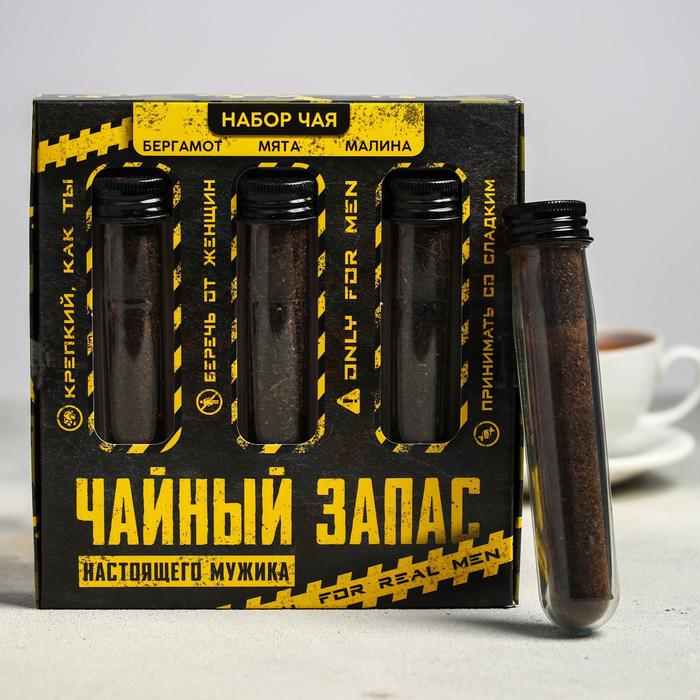 НАБОР ЧАЯ
БЕРГАМОТ МЯТА МАЛИНА
КРЕПКИЙ, КАК ТЫ
БЕРЕЧЬ ОТ ЖЕНЩИН
ONLY FOR MEN
ПРИНИМАТЬ СО СЛАДКИМ
ЧАЙНЫЙ ЗАПАС
НАСТОЯЩЕГО МУЖИКА
FOR REAL MEN